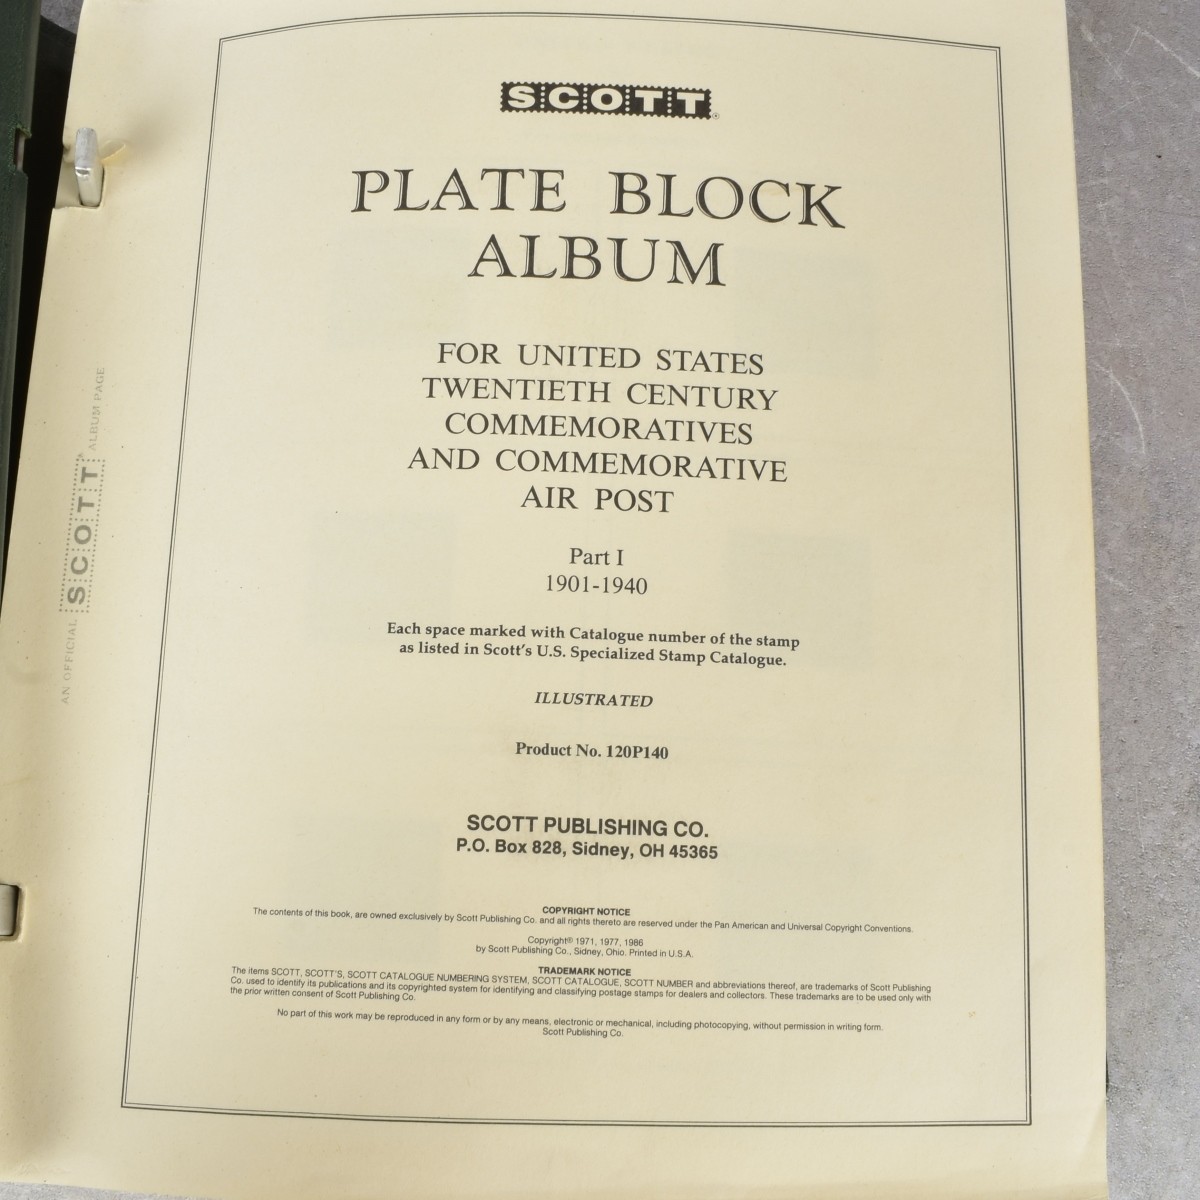 SCOTT®
PLATE BLOCK
ALBUM
FOR UNITED STATES
TWENTIETH CENTURY
COMMEMORATIVES
AND COMMEMORATIVE
AIR POST
Part I
1901-1940
Each space marked with Catalogue number of the stamp
as listed in Scott's U.S. Specialized Stamp Catalogue.
ILLUSTRATED
Product No. 120P140
SCOTT PUBLISHING CO.
P.O. Box 828, Sidney, OH 45365
COPYRIGHT NOTICE
The contents of this book, are owned exclusively by Scott Publishing Co. and all rights thereto are reserved under the Pan American and Universal Copyright Conventions.
Copyright© 1971, 1977, 1986
by Scott Publishing Co., Sidney, Ohio. Printed in U.S.A.
TRADEMARK NOTICE
The items SCOTT, SCOTT'S, SCOTT CATALOGUE NUMBERING SYSTEM, SCOTT CATALOGUE, SCOTT NUMBER and abbreviations thereof, are trademarks of Scott Publishing
Co. used to identify its publications and its copyrighted system for identifying and classifying postage stamps for dealers and collectors. These trademarks are to be used only with
the prior written consent of Scott Publishing Co.
No part of this work may be reproduced in any form or by any means, electronic or mechanical, including photocopying, without permission in writing form.
Scott Publishing Co.
AN OFFICIAL SCOTT® ALBUM PAGE